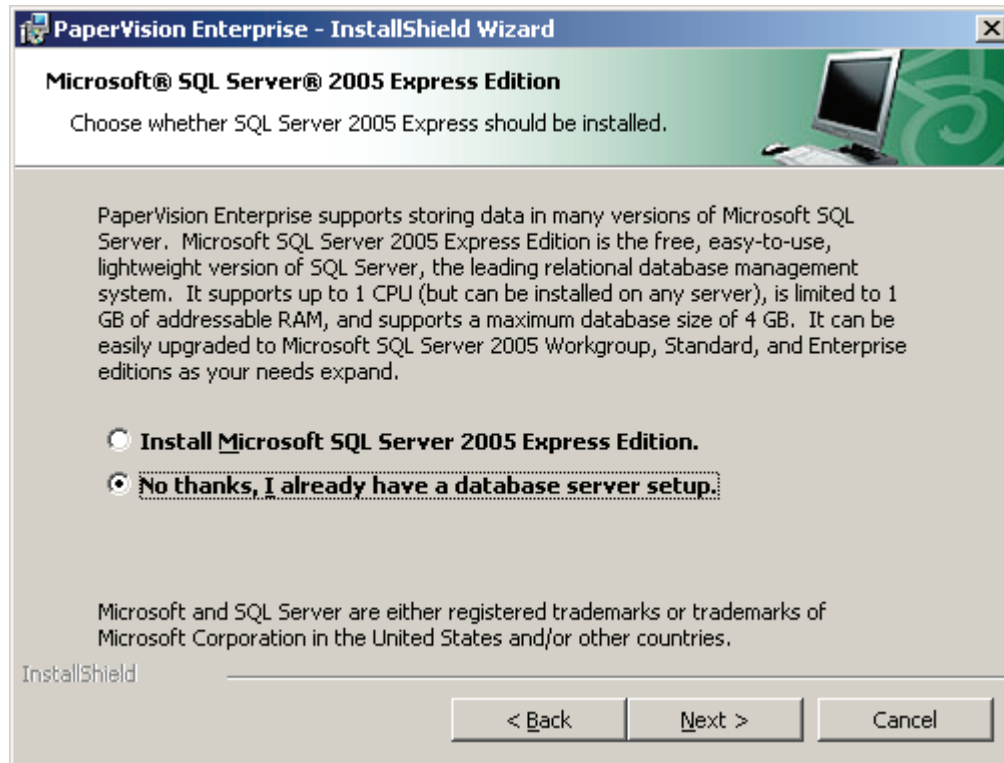 PaperVision Enterprise - InstallShield Wizard
Microsoft® SQL Server® 2005 Express Edition
Choose whether SQL Server 2005 Express should be installed.
PaperVision Enterprise supports storing data in many versions of Microsoft SQL
Server. Microsoft SQL Server 2005 Express Edition is the free, easy-to-use,
lightweight version of SQL Server, the leading relational database management
system. It supports up to 1 CPU (but can be installed on any server), is limited to 1
GB of addressable RAM, and supports a maximum database size of 4 GB. It can be
easily upgraded to Microsoft SQL Server 2005 Workgroup, Standard, and Enterprise
editions as your needs expand.
Install Microsoft SQL Server 2005 Express Edition.
No thanks, I already have a database server setup.
Microsoft and SQL Server are either registered trademarks or trademarks of
Microsoft Corporation in the United States and/or other countries.
InstallShield
< Back Next > Cancel